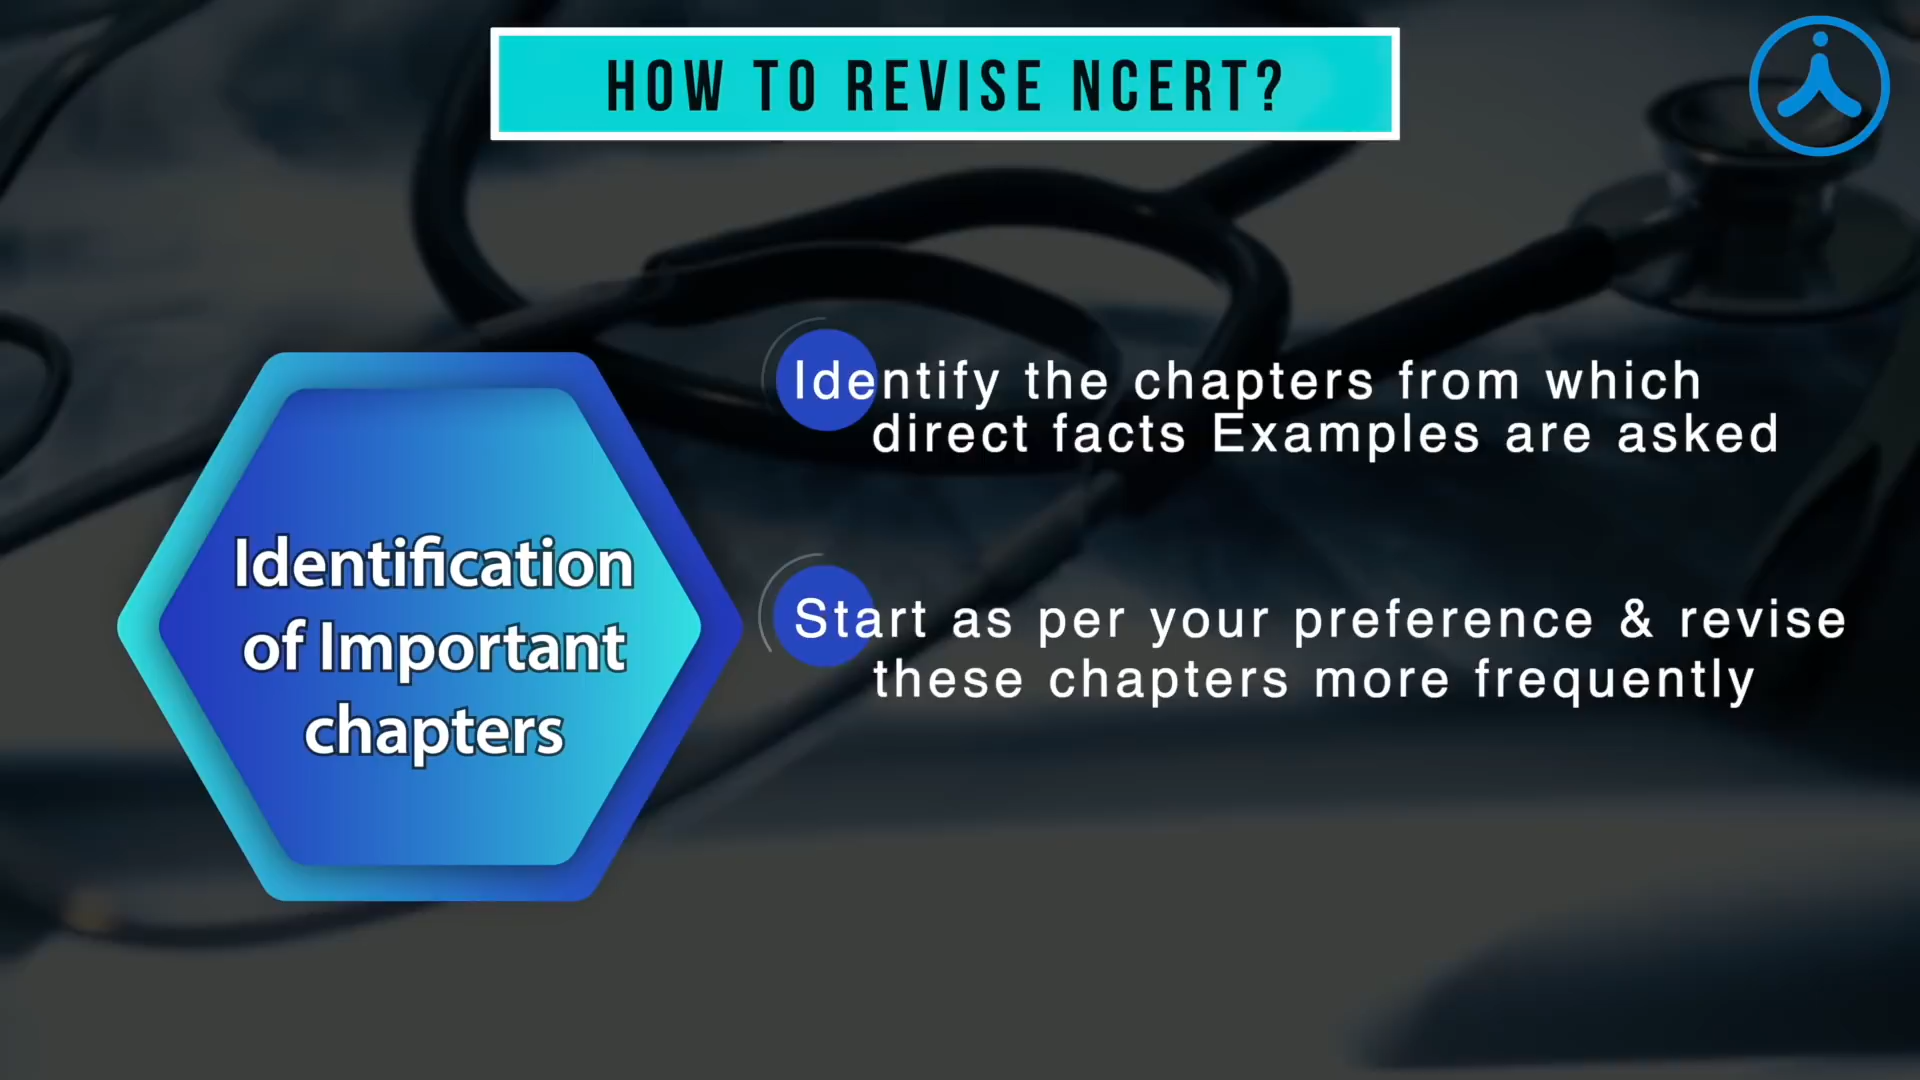 HOW TO REVISE NCERT?
Identification
of Important
chapters
Identify the chapters from which
direct facts Examples are asked
Start as per your preference & revise
these chapters more frequently